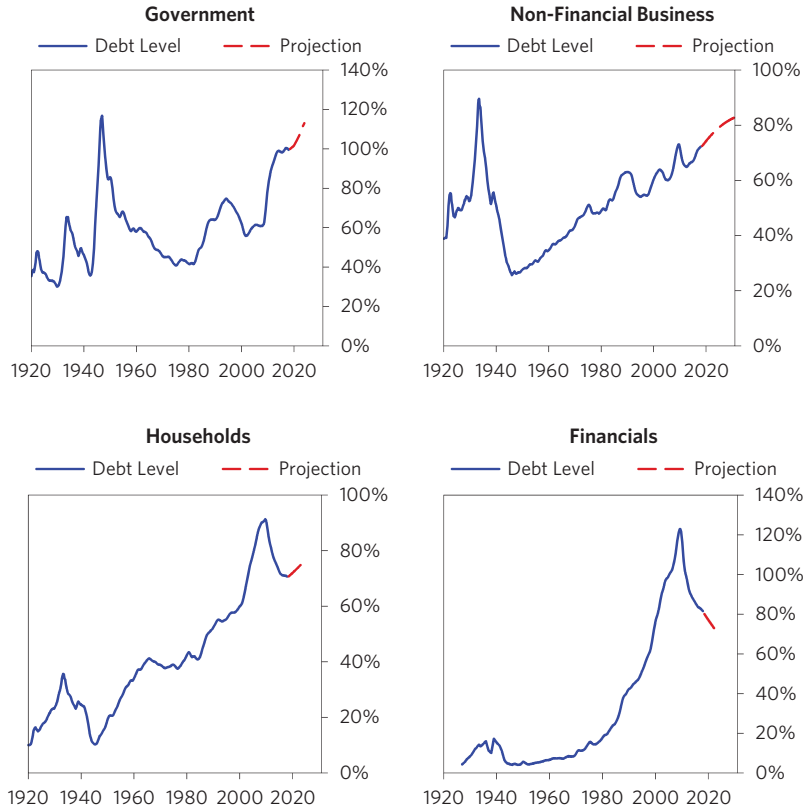 Government
Debt Level Projection
140%
120%
100%
80%
60%
40%
20%
0%
1920 1940 1960 1980 2000 2020
Non-Financial Business
Debt Level Projection
100%
80%
60%
40%
20%
0%
1920 1940 1960 1980 2000 2020
Households
Debt Level Projection
100%
80%
60%
40%
20%
0%
1920 1940 1960 1980 2000 2020
Financials
Debt Level Projection
140%
120%
100%
80%
60%
40%
20%
0%
1920 1940 1960 1980 2000 2020